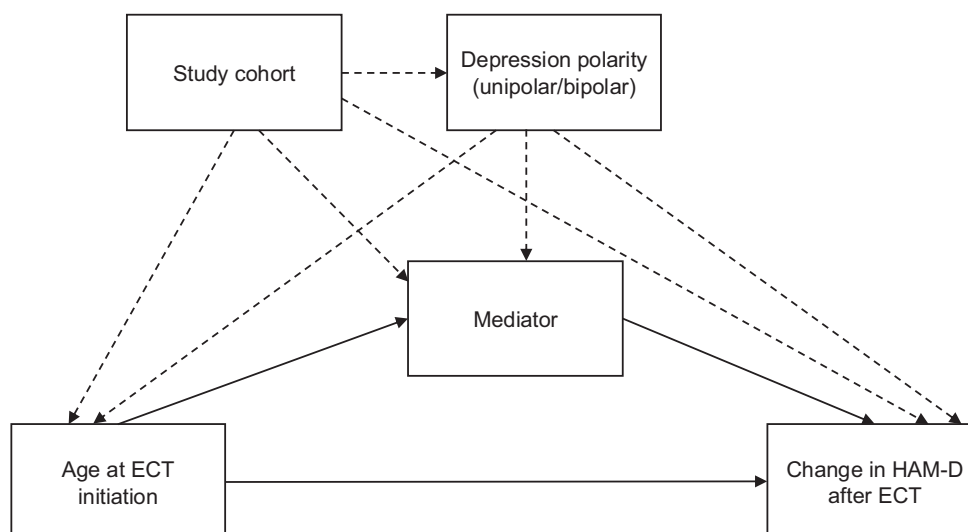 Study cohort
Depression polarity
(unipolar/bipolar)
Mediator
Age at ECT
initiation
Change in HAM-D
after ECT